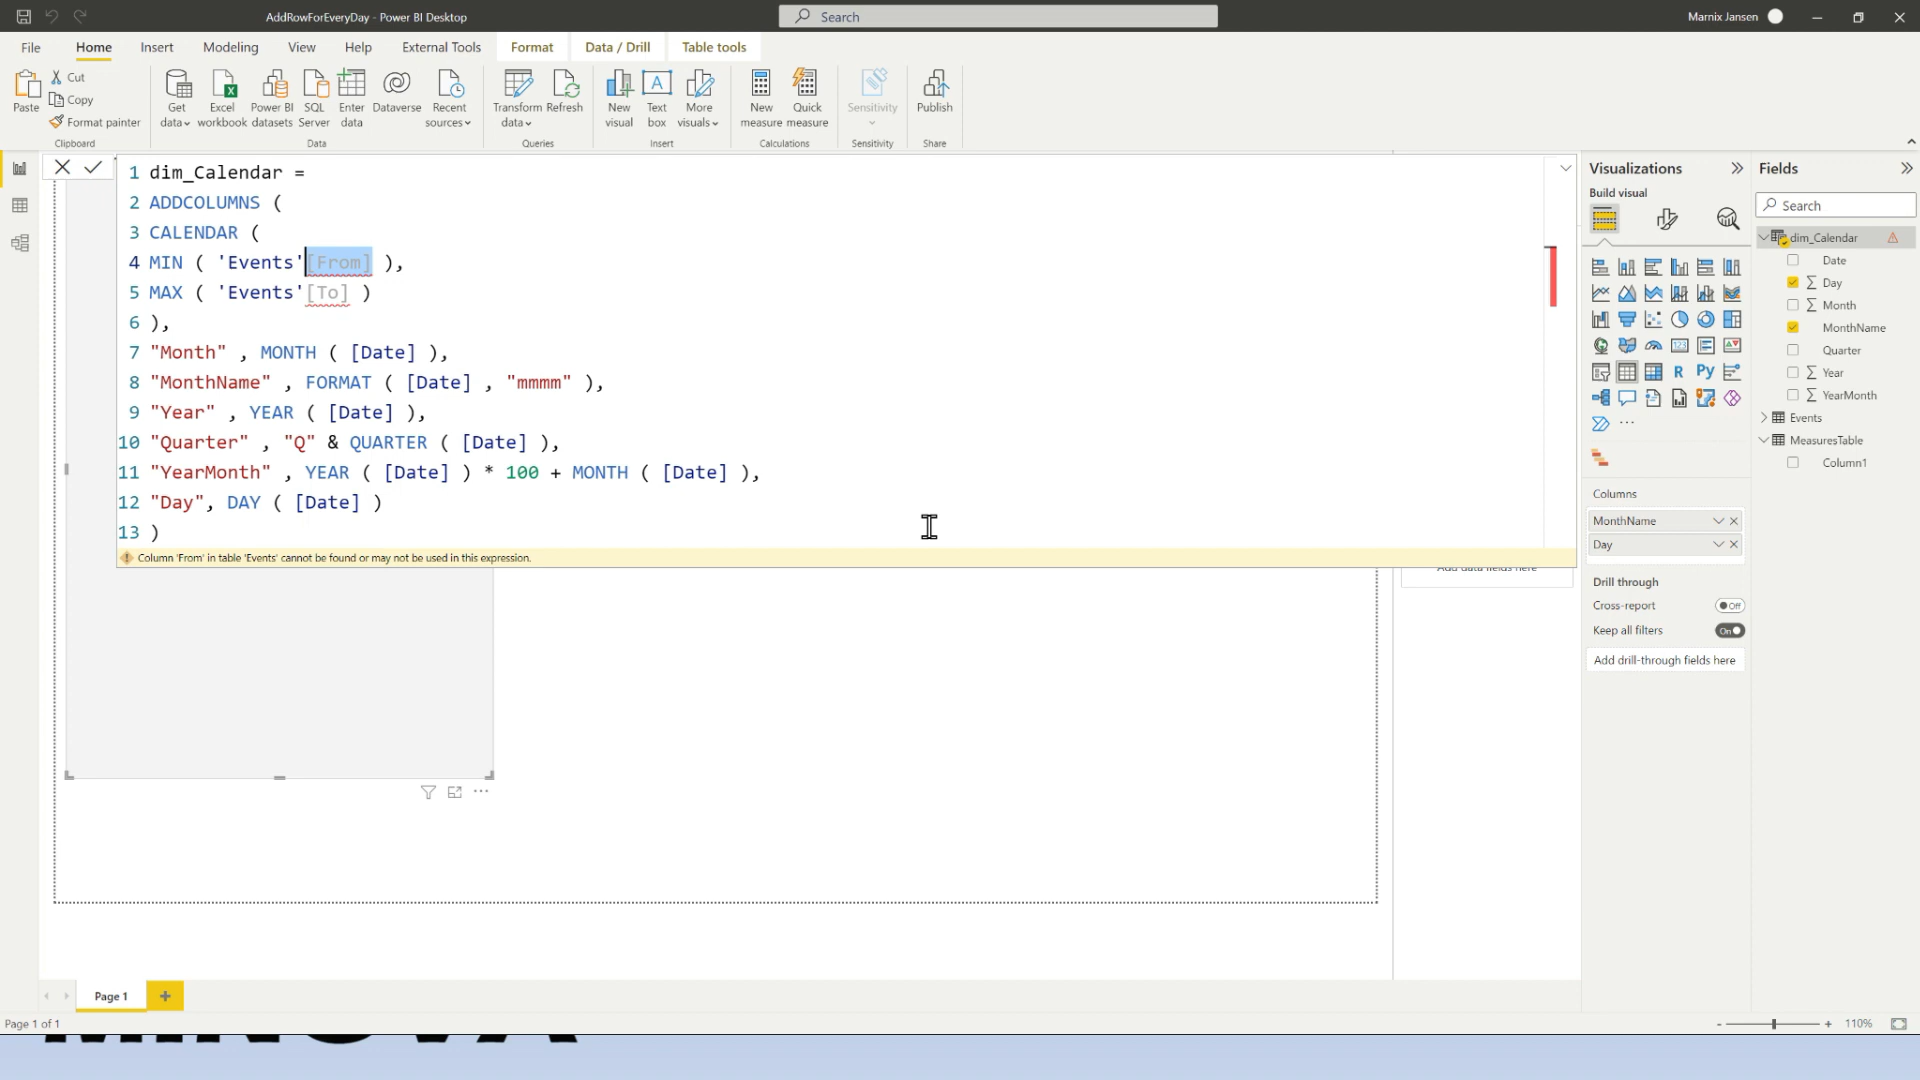 AddRowForEveryDay - Power BI Desktop
Search
Marnix Jansen
File
Home
Insert
Modeling
View
Help
External Tools
Format
Data / Drill
Table tools
Paste
Cut
Copy
Format painter
Clipboard
Get data
Excel workbook
Power BI datasets
SQL Server
Enter data
Dataverse
Recent sources
Data
Transform data
Refresh
Queries
New visual
Text box
More visuals
Insert
New measure
Quick measure
Calculations
Sensitivity
Sensitivity
Publish
Share
1 dim_Calendar =
2 ADDCOLUMNS (
3 CALENDAR (
4 MIN ( 'Events'[From] ),
5 MAX ( 'Events'[To] )
6 ),
7 "Month" , MONTH ( [Date] ),
8 "MonthName" , FORMAT ( [Date] , "mmmm" ),
9 "Year" , YEAR ( [Date] ),
10 "Quarter" , "Q" & QUARTER ( [Date] ),
11 "YearMonth" , YEAR ( [Date] ) * 100 + MONTH ( [Date] ),
12 "Day", DAY ( [Date] )
13 )
Column 'From' in table 'Events' cannot be found or may not be used in this expression.
Add data fields here
Visualizations
Build visual
123
R
Py
Columns
MonthName
Day
Drill through
Cross-report
Off
Keep all filters
On
Add drill-through fields here
Fields
Search
dim_Calendar
Date
Day
Month
MonthName
Quarter
Year
YearMonth
Events
MeasuresTable
Column1
Page 1
Page 1 of 1
- + 110%